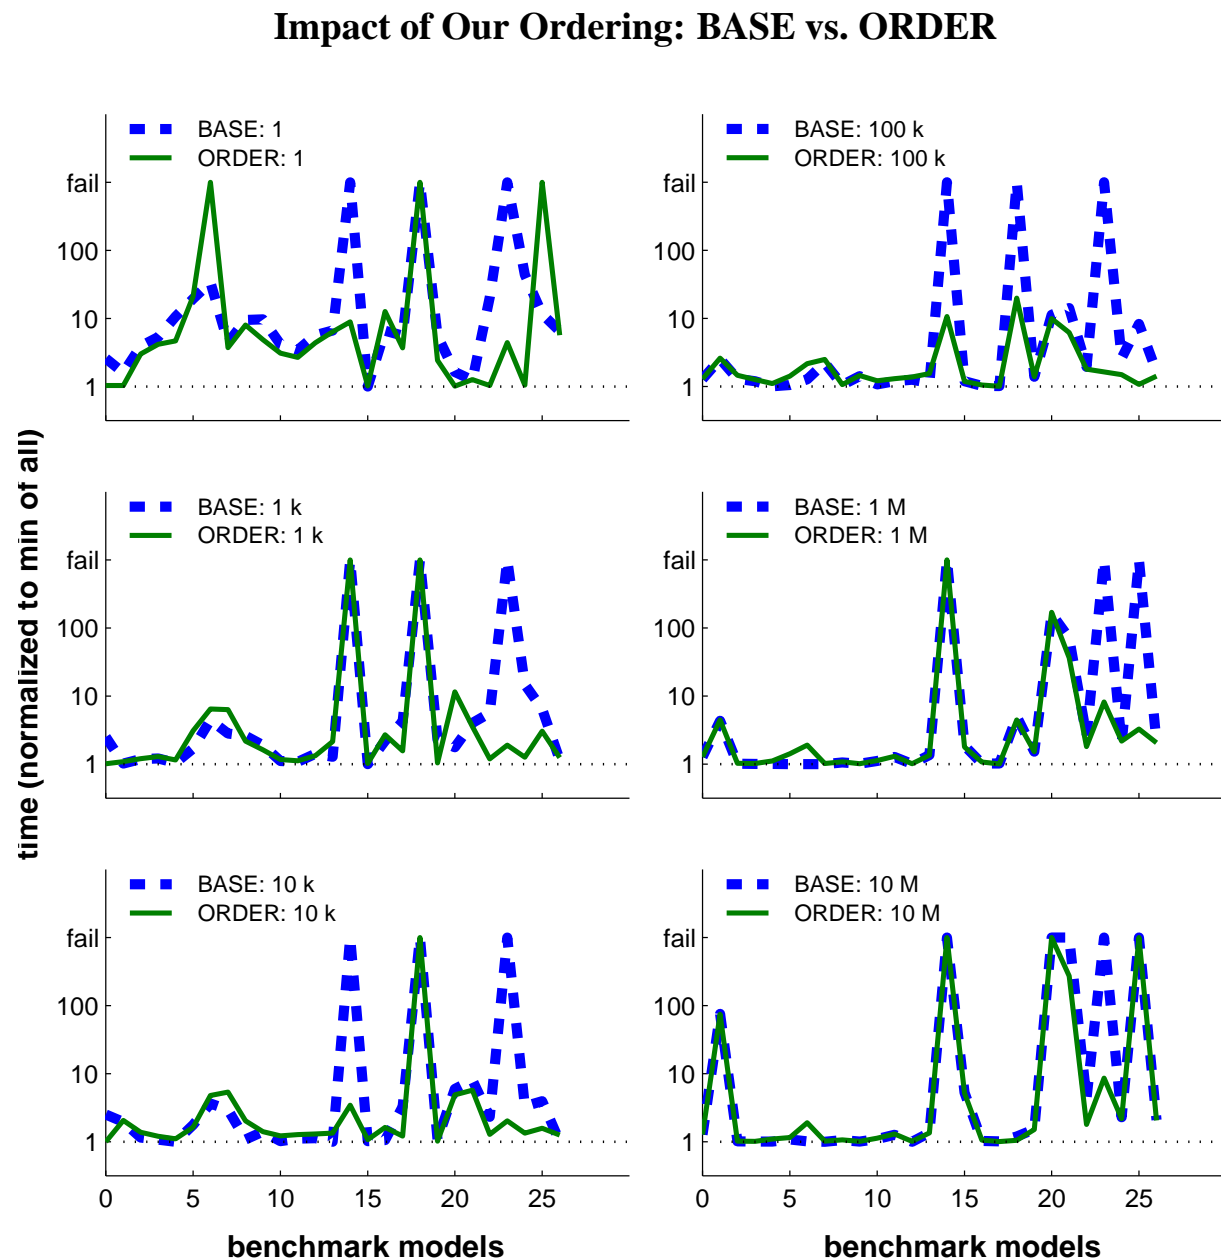 Impact of Our Ordering: BASE vs. ORDER
time (normalized to min of all)
BASE: 1
ORDER: 1
fail
100
10
1
BASE: 100 k
ORDER: 100 k
fail
100
10
1
BASE: 1 k
ORDER: 1 k
fail
100
10
1
BASE: 1 M
ORDER: 1 M
fail
100
10
1
BASE: 10 k
ORDER: 10 k
fail
100
10
1
0 5 10 15 20 25
benchmark models
BASE: 10 M
ORDER: 10 M
fail
100
10
1
0 5 10 15 20 25
benchmark models